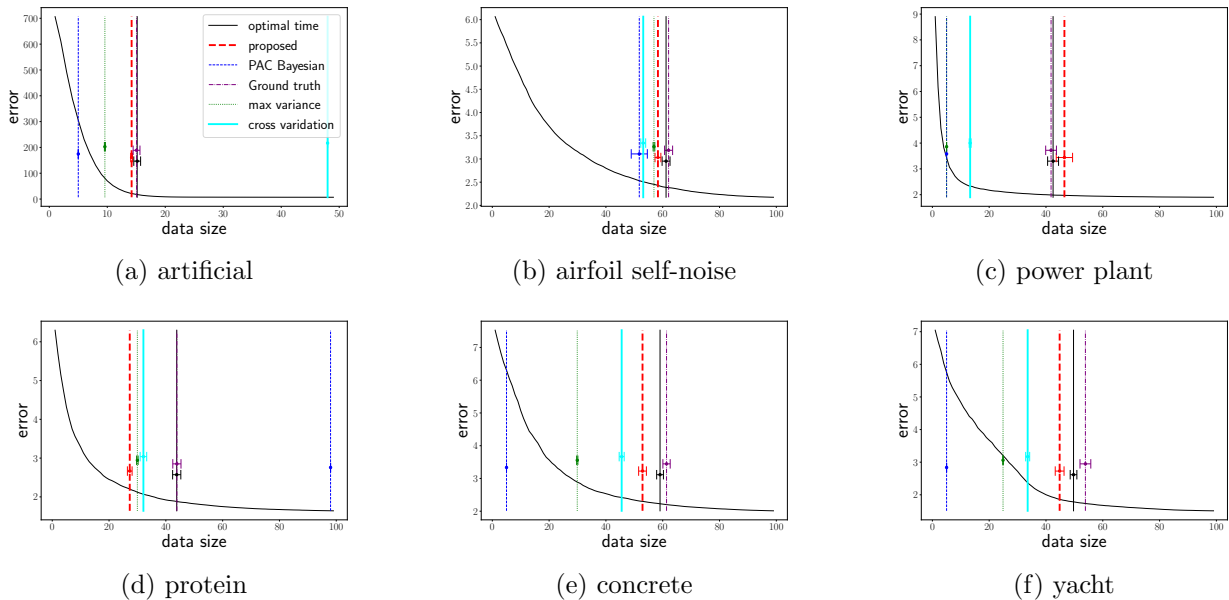 optimal time
proposed
PAC Bayesian
Ground truth
max variance
cross varidation
700
600
500
400
300
200
100
0
error
0 10 20 30 40 50
data size
(a) artificial
6.0
5.5
5.0
4.5
4.0
3.5
3.0
2.5
2.0
error
0 20 40 60 80 100
data size
(b) airfoil self-noise
9
8
7
6
5
4
3
2
error
0 20 40 60 80 100
data size
(c) power plant
6
5
4
3
2
error
0 20 40 60 80 100
data size
(d) protein
7
6
5
4
3
2
error
0 20 40 60 80 100
data size
(e) concrete
7
6
5
4
3
2
error
0 20 40 60 80 100
data size
(f) yacht